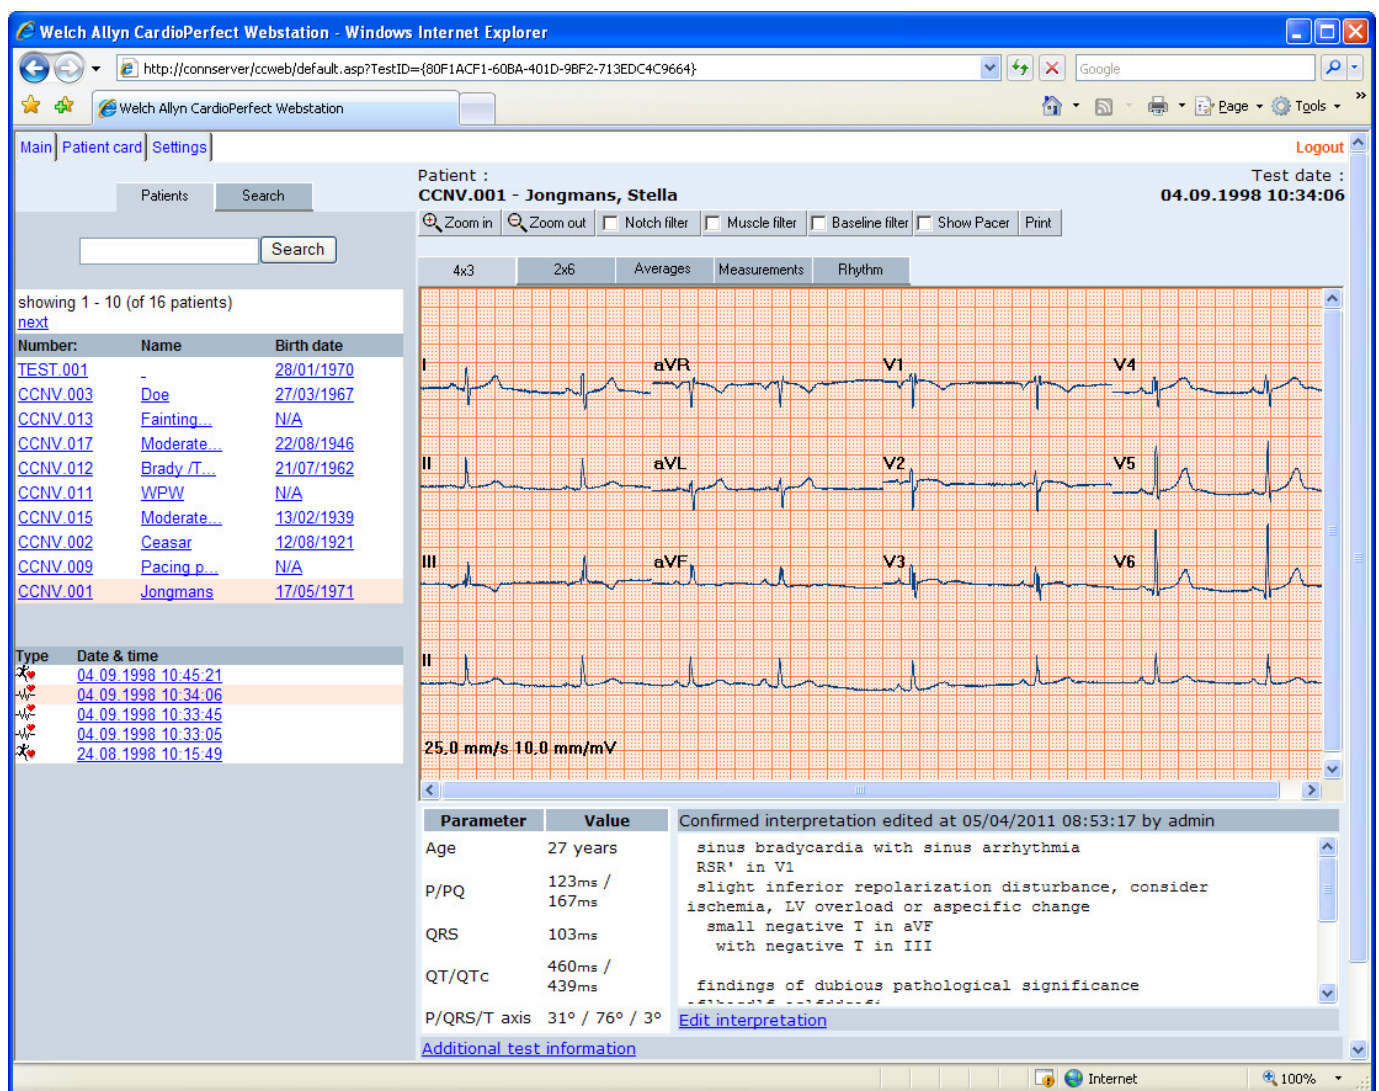 Welch Allyn CardioPerfect Webstation - Windows Internet Explorer
http://connserver/ccweb/default.asp?TestID={80F1ACF1-60BA-401D-9BF2-713EDC4C9664}
Google
Welch Allyn CardioPerfect Webstation
Page
Tools
»
Main Patient card Settings
Logout
Patients Search
Search
showing 1 - 10 (of 16 patients)
next
Number: Name Birth date
TEST.001 - 28/01/1970
CCNV.003 Doe 27/03/1967
CCNV.013 Fainting... N/A
CCNV.017 Moderate... 22/08/1946
CCNV.012 Brady /T... 21/07/1962
CCNV.011 WPW N/A
CCNV.015 Moderate... 13/02/1939
CCNV.002 Ceasar 12/08/1921
CCNV.009 Pacing p... N/A
CCNV.001 Jongmans 17/05/1971
Type Date & time
04.09.1998 10:45:21
04.09.1998 10:34:06
04.09.1998 10:33:45
04.09.1998 10:33:05
24.08.1998 10:15:49
Patient :
CCNV.001 - Jongmans, Stella
Test date :
04.09.1998 10:34:06
Zoom in Zoom out Notch filter Muscle filter Baseline filter Show Pacer Print
4x3 2x6 Averages Measurements Rhythm
I aVR V1 V4
II aVL V2 V5
III aVF V3 V6
II
25,0 mm/s 10,0 mm/mV
Parameter Value
Age 27 years
P/PQ 123ms / 167ms
QRS 103ms
QT/QTc 460ms / 439ms
P/QRS/T axis 31° / 76° / 3°
Confirmed interpretation edited at 05/04/2011 08:53:17 by admin
sinus bradycardia with sinus arrhythmia
RSR' in V1
slight inferior repolarization disturbance, consider
ischemia, LV overload or aspecific change
small negative T in aVF
with negative T in III
findings of dubious pathological significance
Edit interpretation
Additional test information
Internet
100%